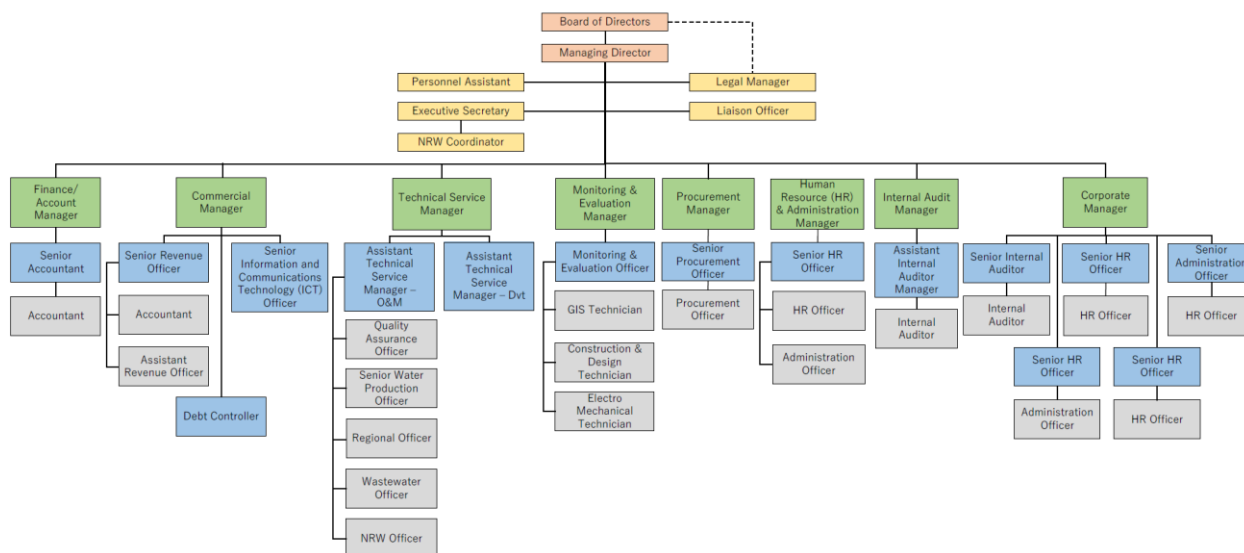 Board of Directors
Managing Director
Personnel Assistant
Legal Manager
Executive Secretary
Liaison Officer
NRW Coordinator
Finance/
Account
Manager
Commercial
Manager
Technical Service
Manager
Monitoring &
Evaluation
Manager
Procurement
Manager
Human
Resource (HR)
& Administration
Manager
Internal Audit
Manager
Corporate
Manager
Senior
Accountant
Accountant
Senior Revenue
Officer
Accountant
Assistant
Revenue Officer
Senior
Information and
Communications
Technology (ICT)
Officer
Debt Controller
Assistant
Technical
Service
Manager –
O&M
Quality
Assurance
Officer
Senior Water
Production
Officer
Regional Officer
Wastewater
Officer
NRW Officer
Assistant
Technical
Service
Manager – Dvt
Monitoring &
Evaluation Officer
GIS Technician
Construction &
Design
Technician
Electro
Mechanical
Technician
Senior
Procurement
Officer
Procurement
Officer
Senior HR
Officer
HR Officer
Administration
Officer
Assistant
Internal
Auditor
Manager
Internal
Auditor
Senior Internal
Auditor
Internal
Auditor
Senior HR
Officer
HR Officer
Senior
Administration
Officer
HR Officer
Senior HR
Officer
Administration
Officer
Senior HR
Officer
HR Officer